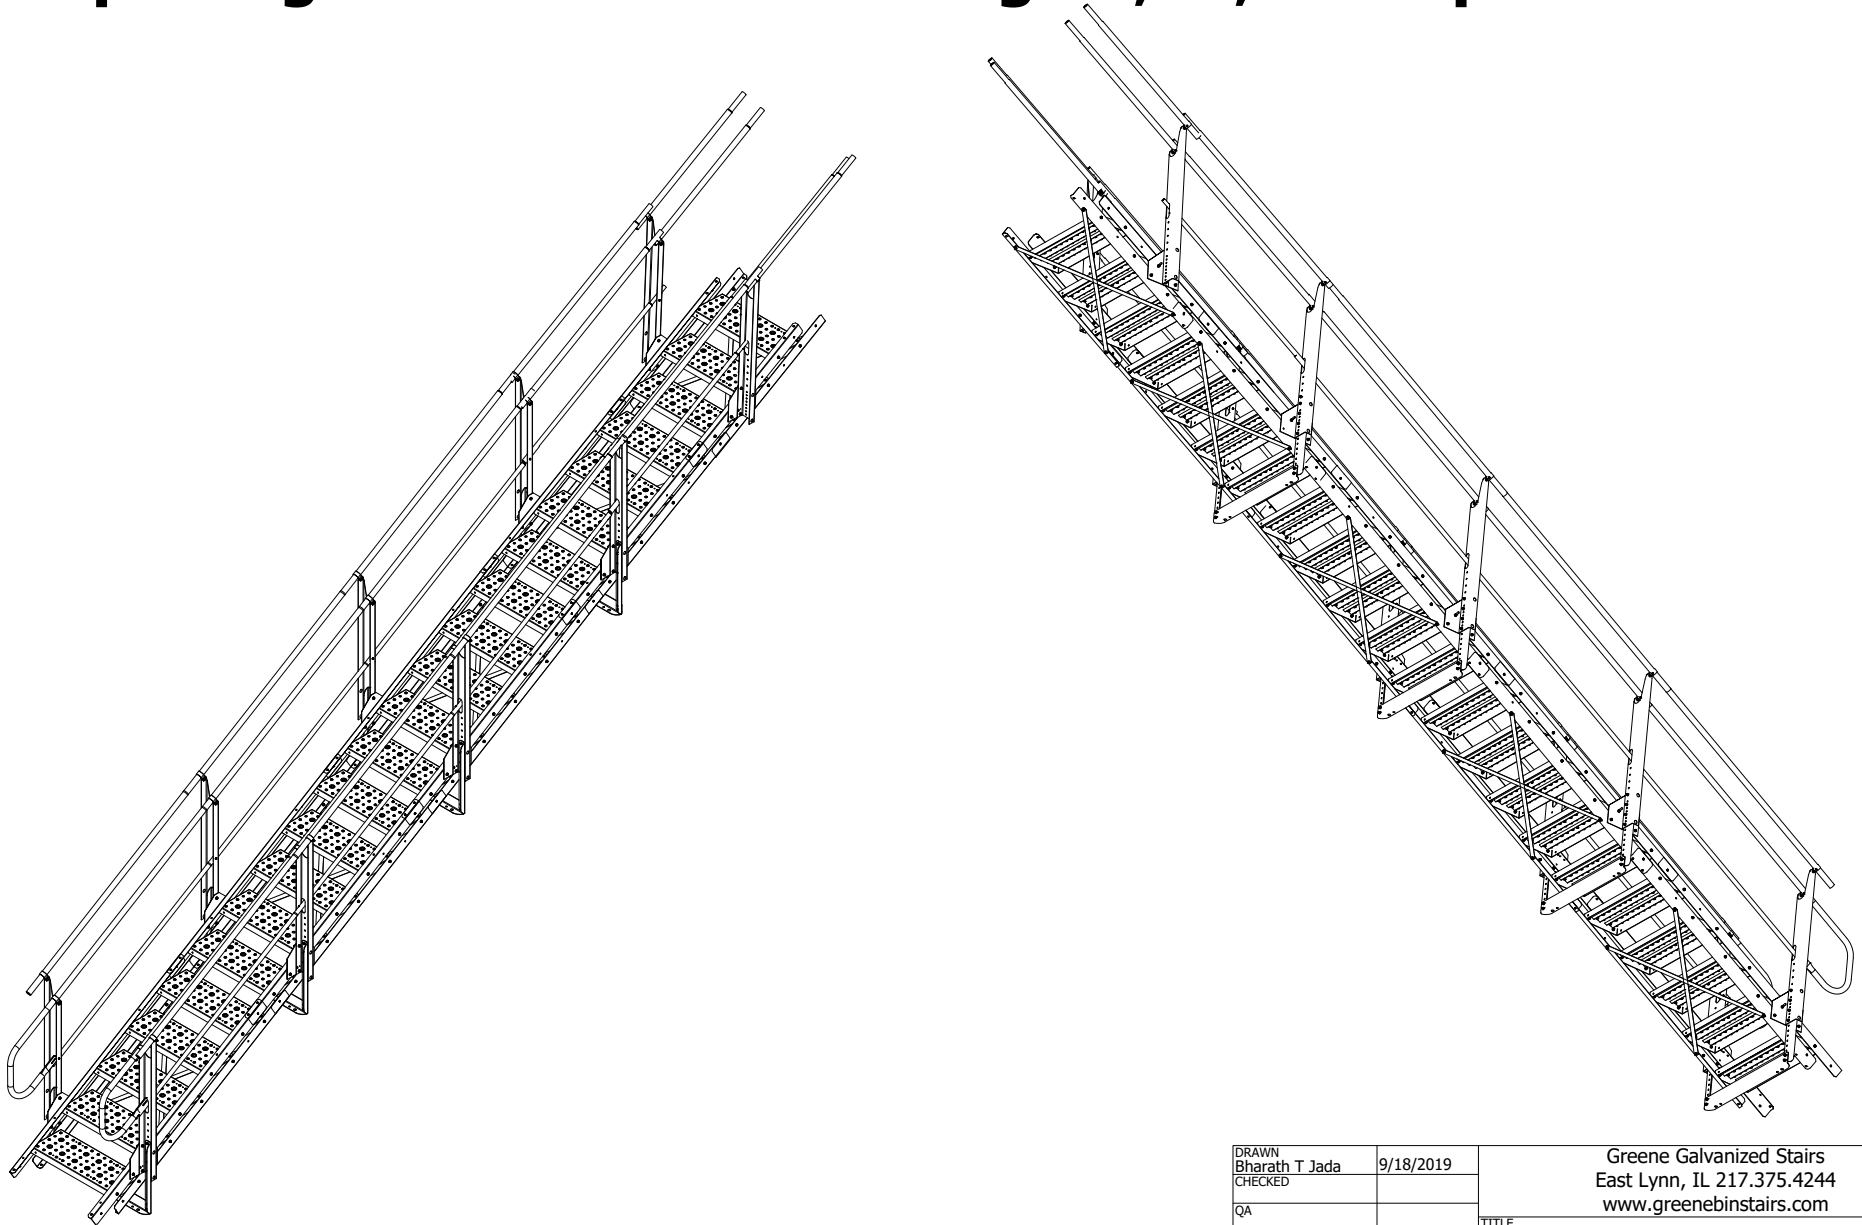 DRAWN
Bharath T Jada 9/18/2019
CHECKED
QA
Greene Galvanized Stairs
East Lynn, IL 217.375.4244
www.greenebinstairs.com
TITLE